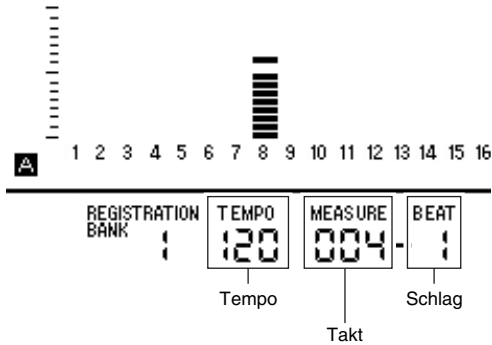 A 1 2 3 4 5 6 7 8 9 10 11 12 13 14 15 16
REGISTRATION TEMPO MEASURE BEAT
BANK 1 120 004-1
Tempo Schlag
Takt